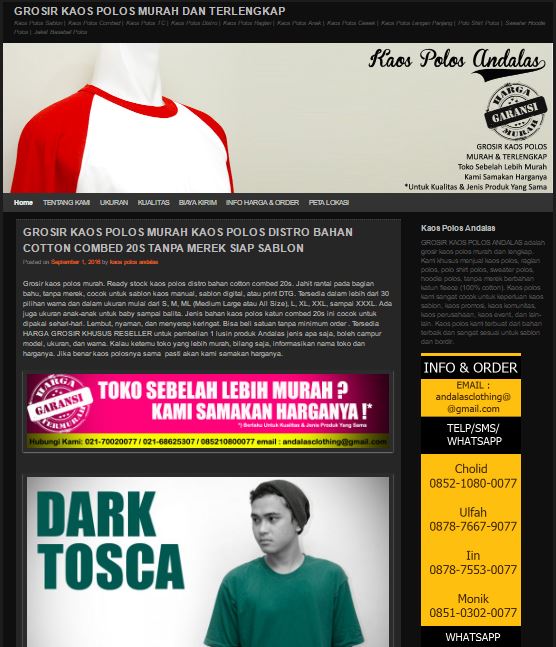 GROSIR KAOS POLOS MURAH DAN TERLENGKAP
Kaos Polos Sablon | Kaos Combed | Kaos Polos TC | Kaos Polos Distro | Kaos Polos Raglan | Kaos Polos Anak | Kaos Polos Cewek | Kaos Polos Lengan Panjang | Polo Shirt Polos | Sweater Hoodie
Polos | Jaket Baseball Polos
Kaos Polos Andalas
HARGA
GARANSI
MURAH
GROSIR KAOS POLOS
MURAH & TERLENGKAP
Toko Sebelah Lebih Murah
Kami Samakan Harganya
*Untuk Kualitas & Jenis Produk Yang Sama
Home TENTANG KAMI UKURAN KUALITAS BIAYA KIRIM INFO HARGA & ORDER PETA LOKASI
GROSIR KAOS POLOS MURAH KAOS POLOS DISTRO BAHAN
COTTON COMBED 20S TANPA MEREK SIAP SABLON
Posted on September 1, 2016 by kaos polos andalas
Grosir kaos polos murah. Ready stock kaos polos distro bahan cotton combed 20s. Jahit rantai pada bagian
bahu, tanpa merek, cocok untuk sablon kaos manual, sablon digital, atau print DTG. Tersedia dalam lebih dari 30
pilihan warna dan dalam ukuran mulai dari S, M, ML (Medium Large atau All Size), L, XL, XXL, sampai XXXL. Ada
juga ukuran anak-anak untuk baby sampai balita. Jenis bahan kaos polos katun combed 20s ini cocok untuk
dipakai sehari-hari. Lembut, nyaman, dan menyerap keringat. Bisa beli satuan tanpa minimum order . Tersedia
HARGA GROSIR KHUSUS RESELLER untuk pembelian 1 lusin produk Andalas jenis apa saja, boleh campur
model, ukuran, dan warna. Kalau ketemu toko yang lebih murah, bilang saja, informasikan nama toko dan
harganya. Jika benar kaos polosnya sama pasti akan kami samakan harganya.
HARGA
GARANSI
TERMURAH
TOKO SEBELAH LEBIH MURAH ?
KAMI SAMAKAN HARGANYA !*
*) Berlaku Untuk Kualitas & Jenis Produk Yang Sama
Hubungi Kami: 021-70020077 / 021-68625307 / 085210800077 email : andalasclothing@gmail.com
DARK
TOSCA
Kaos Polos Andalas
GROSIR KAOS POLOS ANDALAS adalah
grosir kaos polos murah dan lengkap.
Kami khusus menjual kaos polos, raglan
polos, polo shirt polos, sweater polos,
hoodie polos, tanpa merek berbahan
katun fleece (100% cotton). Kaos polos
kami sangat cocok untuk keperluan kaos
sablon, kaos promosi, kaos komunitas,
kaos perusahaan, kaos event, dan lain-
lain. Kaos polos kami terbuat dari bahan
terbaik dan sangat sesuai untuk sablon
dan bordir.
INFO & ORDER
EMAIL :
andalasclothing@
@gmail.com
TELP/SMS/
WHATSAPP
Cholid
0852-1080-0077
Ulfah
0878-7667-9077
Iin
0878-7553-0077
Monik
0851-0302-0077
WHATSAPP